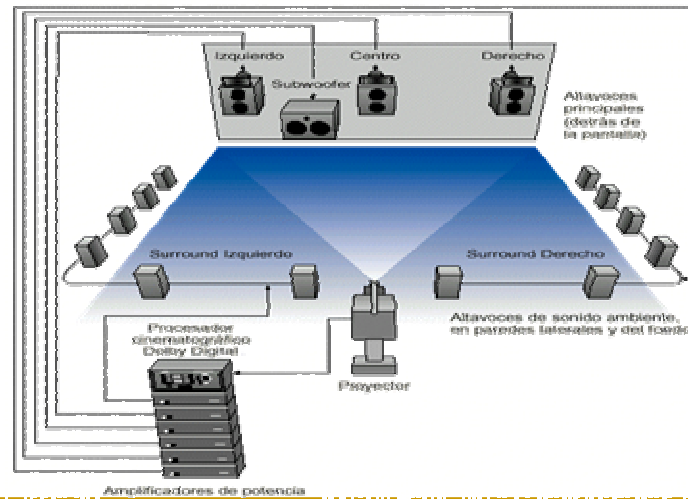 Izquierdo
Centro
Derecho
Subwoofer
Altavoces
principales
(detrás de
la pantalla)
Surround Izquierdo
Surround Derecho
Altavoces de sonido ambiente,
en paredes laterales y del fondo
Procesador
cinematográfico
Dolby Digital
Proyector
Amplificadores de potencia